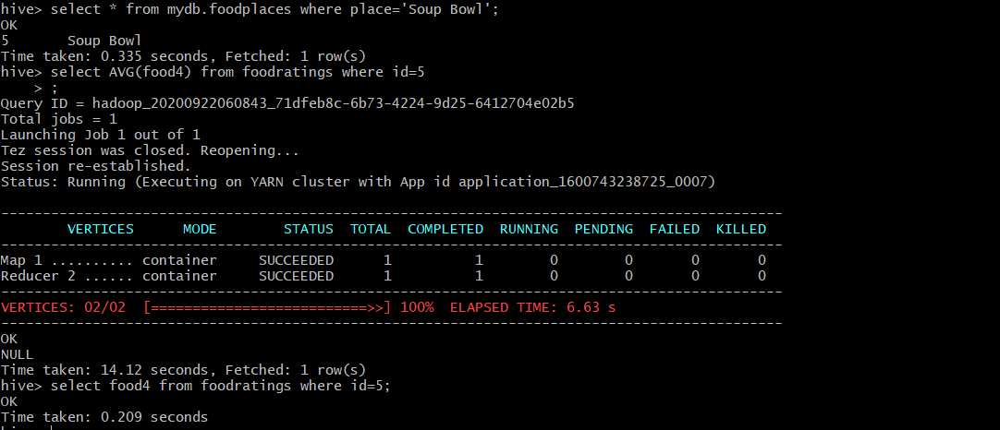 hive> select * from mydb.foodplaces where place='Soup Bowl';
OK
5       Soup Bowl
Time taken: 0.335 seconds, Fetched: 1 row(s)
hive> select AVG(food4) from foodratings where id=5
    > ;
Query ID = hadoop_20200922060843_71dfeb8c-6b73-4224-9d25-6412704e02b5
Total jobs = 1
Launching Job 1 out of 1
Tez session was closed. Reopening...
Session re-established.
Status: Running (Executing on YARN cluster with App id application_1600743238725_0007)
----------------------------------------------------------------------------------------------
        VERTICES      MODE        STATUS  TOTAL  COMPLETED  RUNNING  PENDING  FAILED  KILLED
----------------------------------------------------------------------------------------------
Map 1 .......... container     SUCCEEDED      1          1        0        0       0       0
Reducer 2 ...... container     SUCCEEDED      1          1        0        0       0       0
----------------------------------------------------------------------------------------------
VERTICES: 02/02  [==========================>>] 100%  ELAPSED TIME: 6.63 s
----------------------------------------------------------------------------------------------
OK
NULL
Time taken: 14.12 seconds, Fetched: 1 row(s)
hive> select food4 from foodratings where id=5;
OK
Time taken: 0.209 seconds